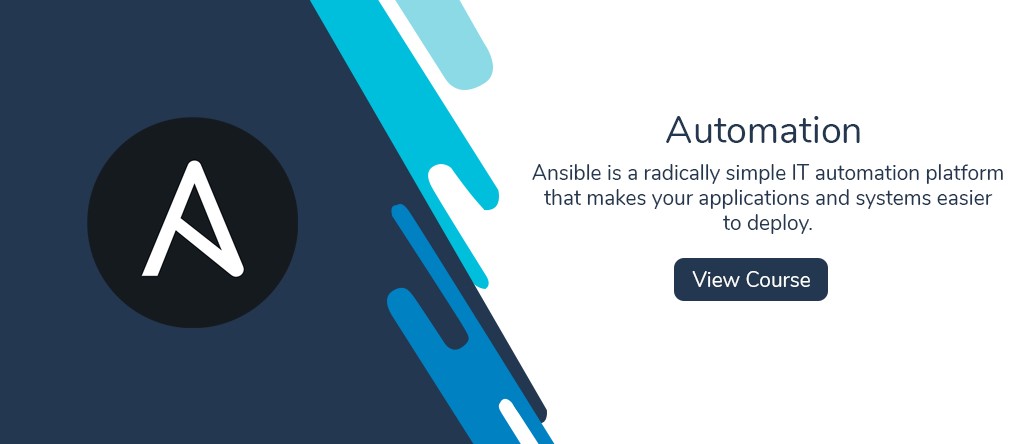 Automation
Ansible is a radically simple IT automation platform
that makes your applications and systems easier
to deploy.
View Course